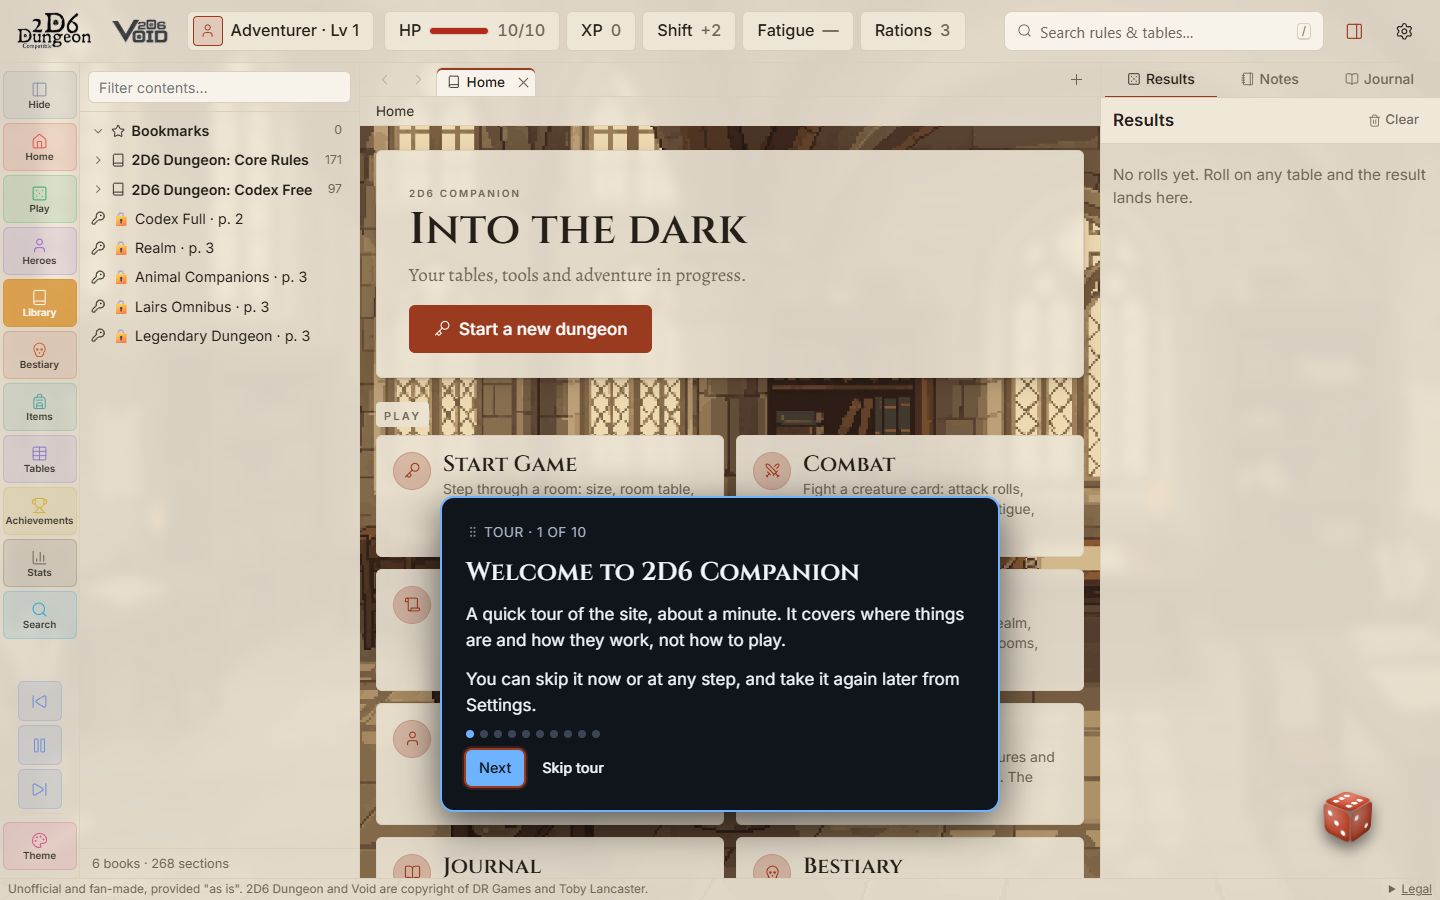 2D6
Dungeon
Compatible
2D6
VOID
Adventurer · Lv 1
HP 10/10
XP 0
Shift +2
Fatigue —
Rations 3
Search rules & tables...
/
Hide
Home
Play
Heroes
Library
Bestiary
Items
Tables
Achievements
Stats
Search
Theme
Filter contents...
Bookmarks 0
2D6 Dungeon: Core Rules 171
2D6 Dungeon: Codex Free 97
Codex Full · p. 2
Realm · p. 3
Animal Companions · p. 3
Lairs Omnibus · p. 3
Legendary Dungeon · p. 3
6 books · 268 sections
Home
Home
2D6 COMPANION
INTO THE DARK
Your tables, tools and adventure in progress.
Start a new dungeon
PLAY
START GAME
Step through a room: size, room table,
COMBAT
Fight a creature card: attack rolls,
tigue,
ealm,
ooms,
ures and
. The
JOURNAL
BESTIARY
TOUR · 1 OF 10
WELCOME TO 2D6 COMPANION
A quick tour of the site, about a minute. It covers where things
are and how they work, not how to play.
You can skip it now or at any step, and take it again later from
Settings.
Next
Skip tour
Results
Notes
Journal
Results
Clear
No rolls yet. Roll on any table and the result
lands here.
Unofficial and fan-made, provided "as is". 2D6 Dungeon and Void are copyright of DR Games and Toby Lancaster.
Legal